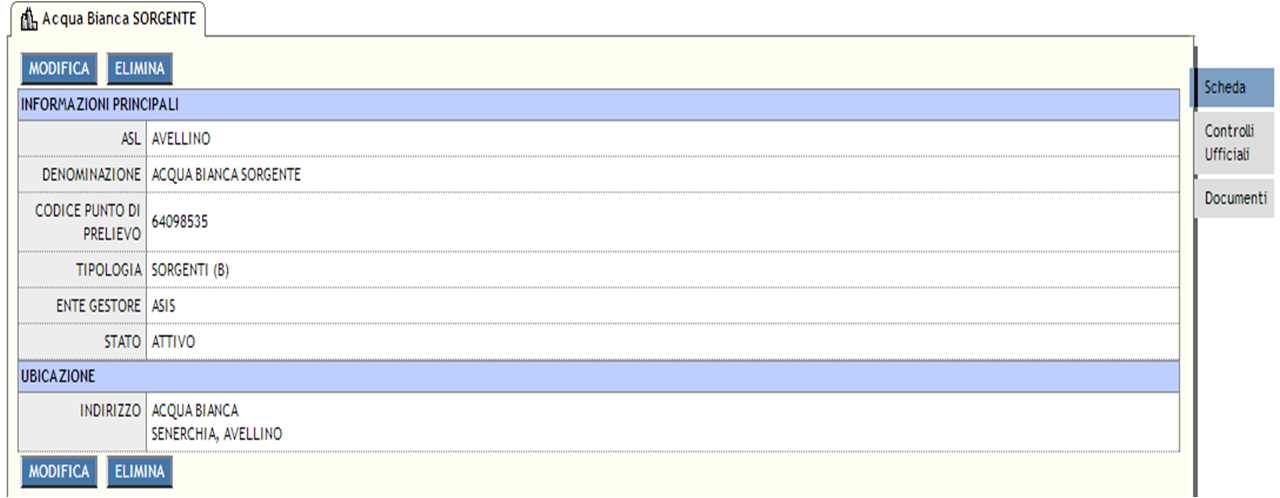 Acqua Bianca SORGENTE
MODIFICA ELIMINA
INFORMAZIONI PRINCIPALI
ASL AVELLINO
DENOMINAZIONE ACQUA BIANCA SORGENTE
CODICE PUNTO DI
PRELIEVO 64098535
TIPOLOGIA SORGENTI (B)
ENTE GESTORE ASIS
STATO ATTIVO
UBICAZIONE
INDIRIZZO ACQUA BIANCA
SENERCHIA, AVELLINO
MODIFICA ELIMINA
Scheda
Controlli
Ufficiali
Documenti